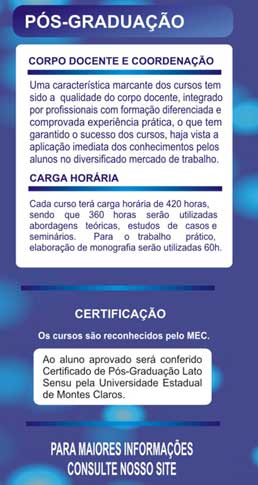 PÓS-GRADUAÇÃO
CORPO DOCENTE E COORDENAÇÃO
Uma característica marcante dos cursos tem
sido a qualidade do corpo docente, integrado
por profissionais com formação diferenciada e
comprovada experiência prática, o que tem
garantido o sucesso dos cursos, haja vista a
aplicação imediata dos conhecimentos pelos
alunos no diversificado mercado de trabalho.
CARGA HORÁRIA
Cada curso terá carga horária de 420 horas,
sendo que 360 horas serão utilizadas
abordagens teóricas, estudos de casos e
seminários. Para o trabalho prático,
elaboração de monografia serão utilizadas 60h.
CERTIFICAÇÃO
Os cursos são reconhecidos pelo MEC.
Ao aluno aprovado será conferido
Certificado de Pós-Graduação Lato
Sensu pela Universidade Estadual
de Montes Claros.
PARA MAIORES INFORMAÇÕES
CONSULTE NOSSO SITE